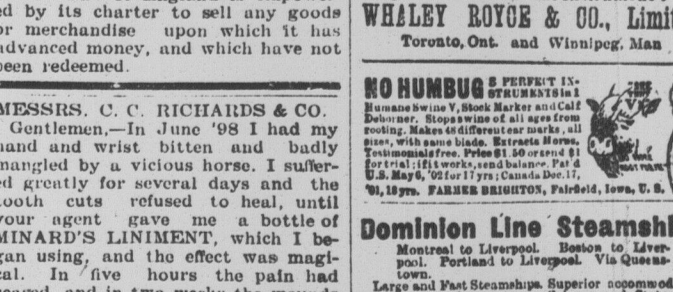 ed by its charter to sell any goods
or merchandise upon which it has
advanced money, and which have not
been redeemed.
MESSRS. C. C. RICHARDS & CO.
Gentlemen,—In June '98 I had my
hand and wrist bitten and badly
mangled by a vicious horse. I suffer-
ed greatly for several days and the
tooth cuts refused to heal, until
your agent gave me a bottle of
MINARD'S LINIMENT, which I be-
gan using, and the effect was magi-
cal. In five hours the pain had
WHALEY ROYCE & CO., Limi
Toronto, Ont. and Winnipeg, Man
NO HUMBUG 3 PERFECT IN-
STRUMENTS in 1
Humane Swine V, Stock Marker and Calf
Dehorner. Stops swine of all ages from
rooting. Makes 48 different ear marks, all
sizes, with same blade. Extracts Horns.
Testimonials free. Price $1.50 or send $1
for trial; if it works, send balance. Pat'd
U.S. May 6, '02 for 17 yrs; Canada Dec. 17,
'01, 18 yrs. FARMER BRIGHTON, Fairfield, Iowa, U. S.
Dominion Line Steamshi
Montreal to Liverpool. Boston to Liver-
pool. Portland to Liverpool. Via Queens-
town.
Large and Fast Steamships. Superior accommod